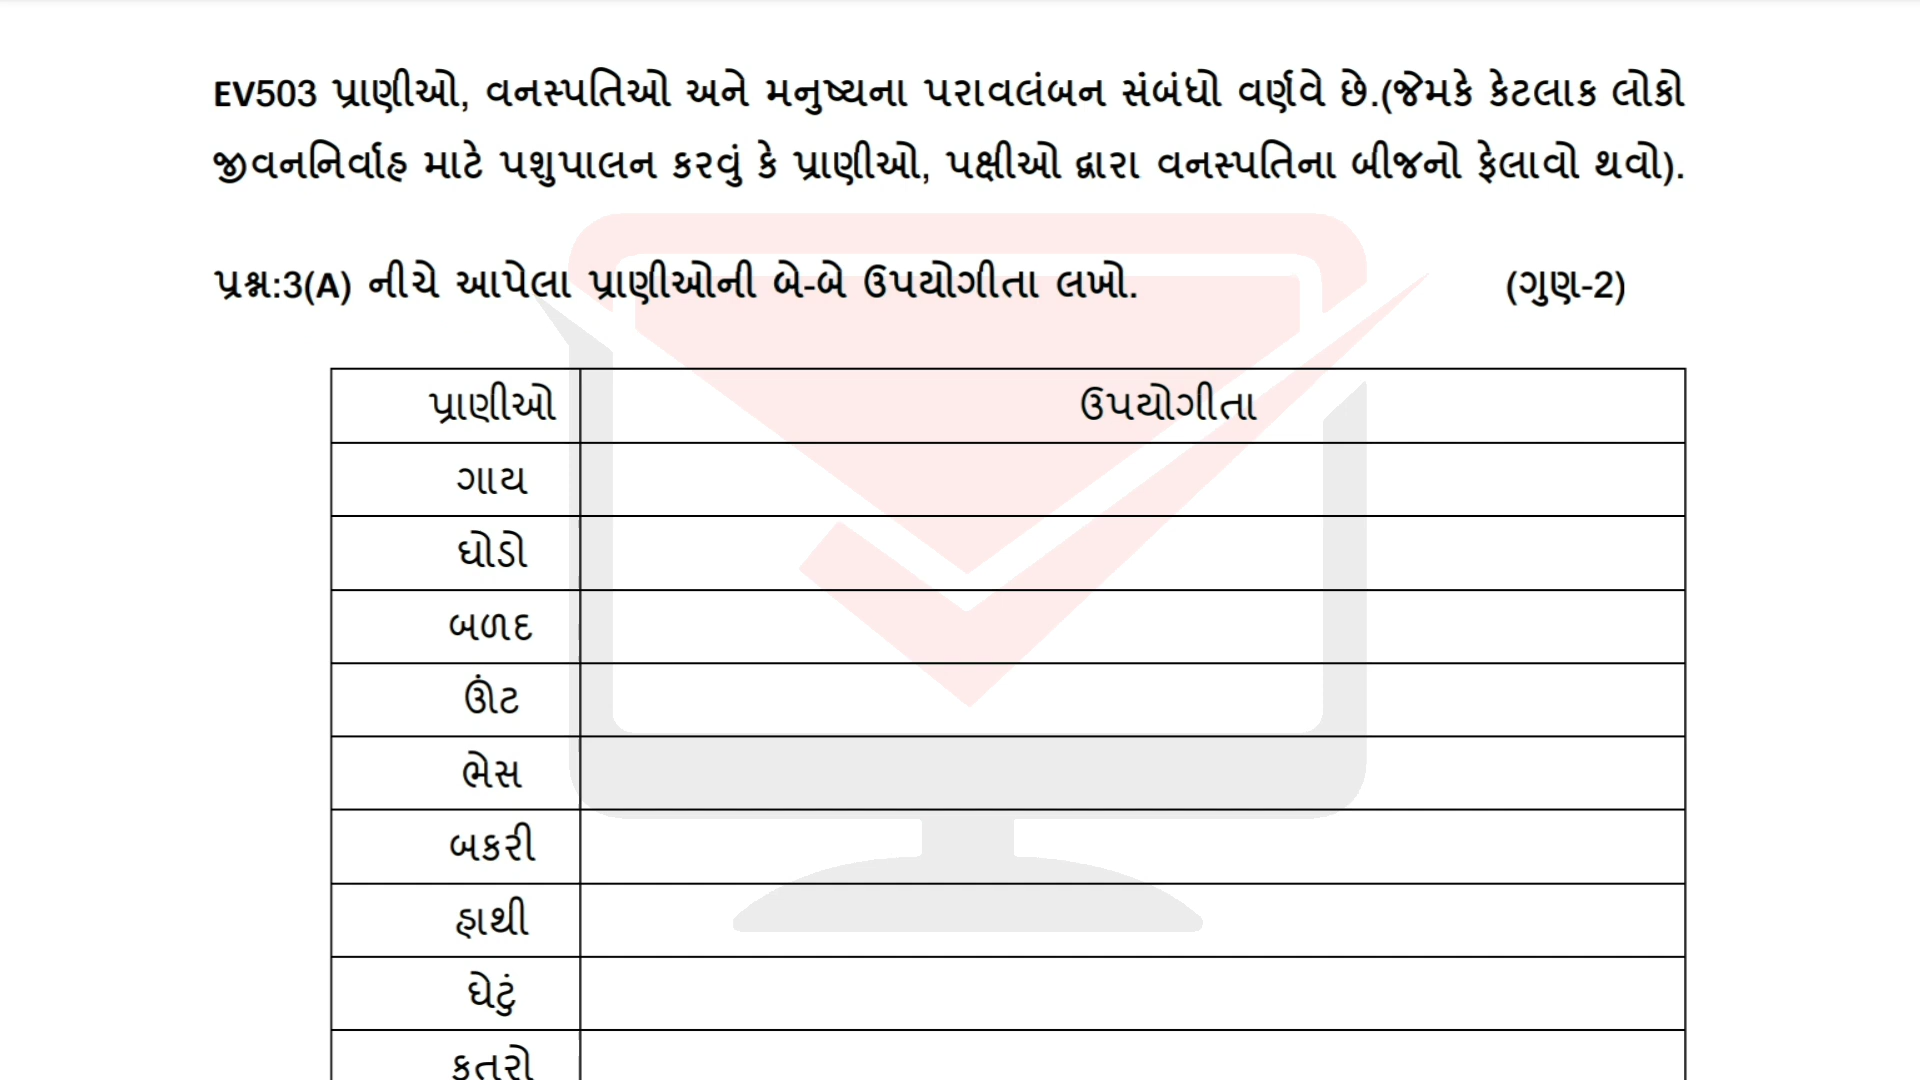 EV503 પ્રાણીઓ, વનસ્પતિઓ અને મનુષ્યના પરાવલંબન સંબંધો વર્ણવે છે.(જેમકે કેટલાક લોકો
જીવનનિર્વાહ માટે પશુપાલન કરવું કે પ્રાણીઓ, પક્ષીઓ દ્વારા વનસ્પતિના બીજનો ફેલાવો થવો).
પ્રશ્ન:3(A) નીચે આપેલા પ્રાણીઓની બે-બે ઉપયોગીતા લખો. (ગુણ-2)
પ્રાણીઓ ઉપયોગીતા
ગાય
ઘોડો
બળદ
ઊંટ
ભેસ
બકરી
હાથી
ઘેટું
કૂતરો